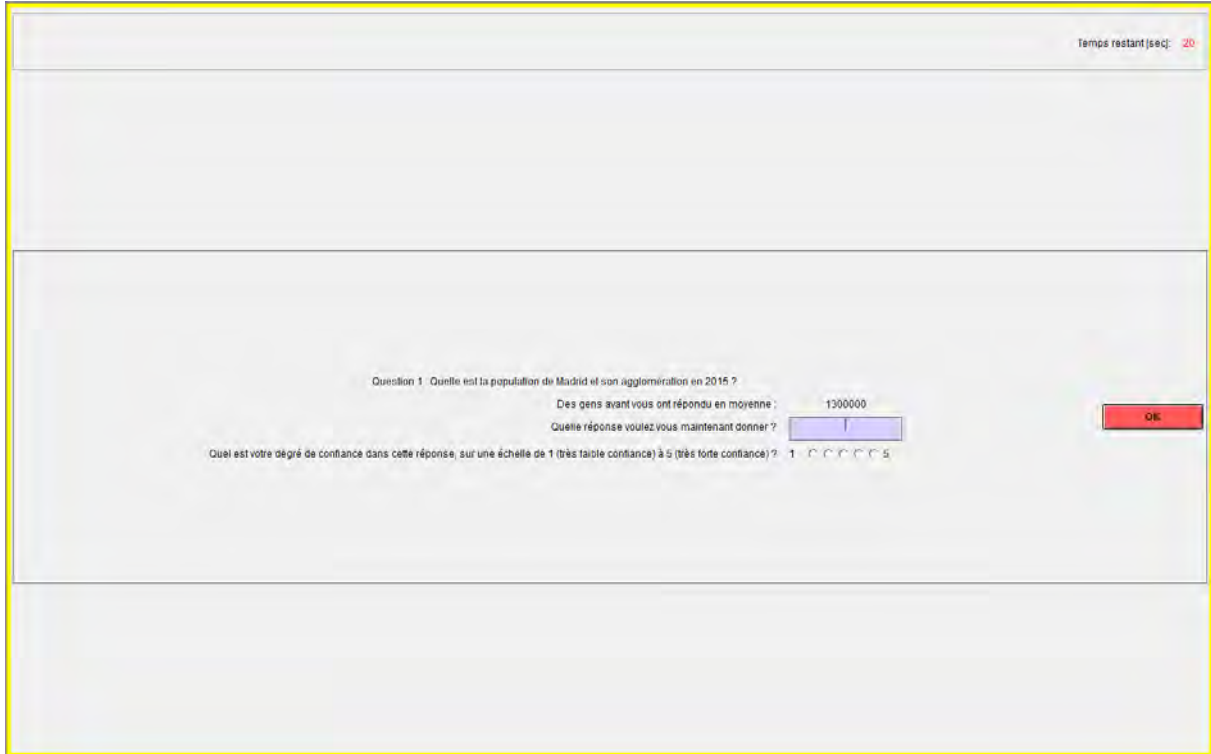 Temps restant [sec]: 20
Question 1 : Quelle est la population de Madrid et son agglomération en 2015 ?
Des gens avant vous ont répondu en moyenne : 1300000
Quelle réponse voulez vous maintenant donner ?
OK
Quel est votre dégré de confiance dans cette réponse, sur une échelle de 1 (très faible confiance) à 5 (très forte confiance) ? 1 5